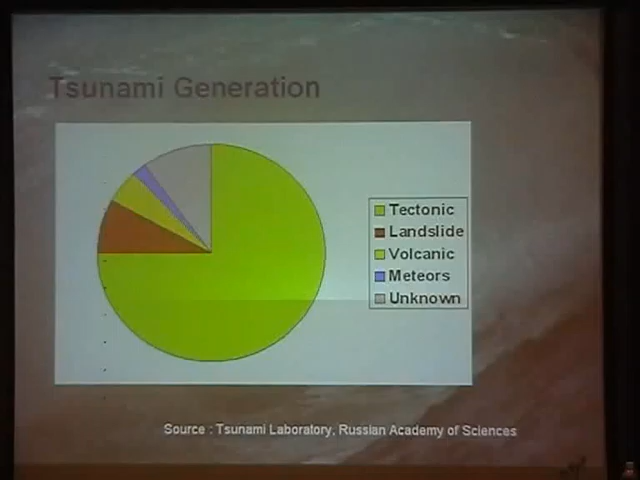 Tsunami Generation
Tectonic
Landslide
Volcanic
Meteors
Unknown
Source : Tsunami Laboratory, Russian Academy of Sciences